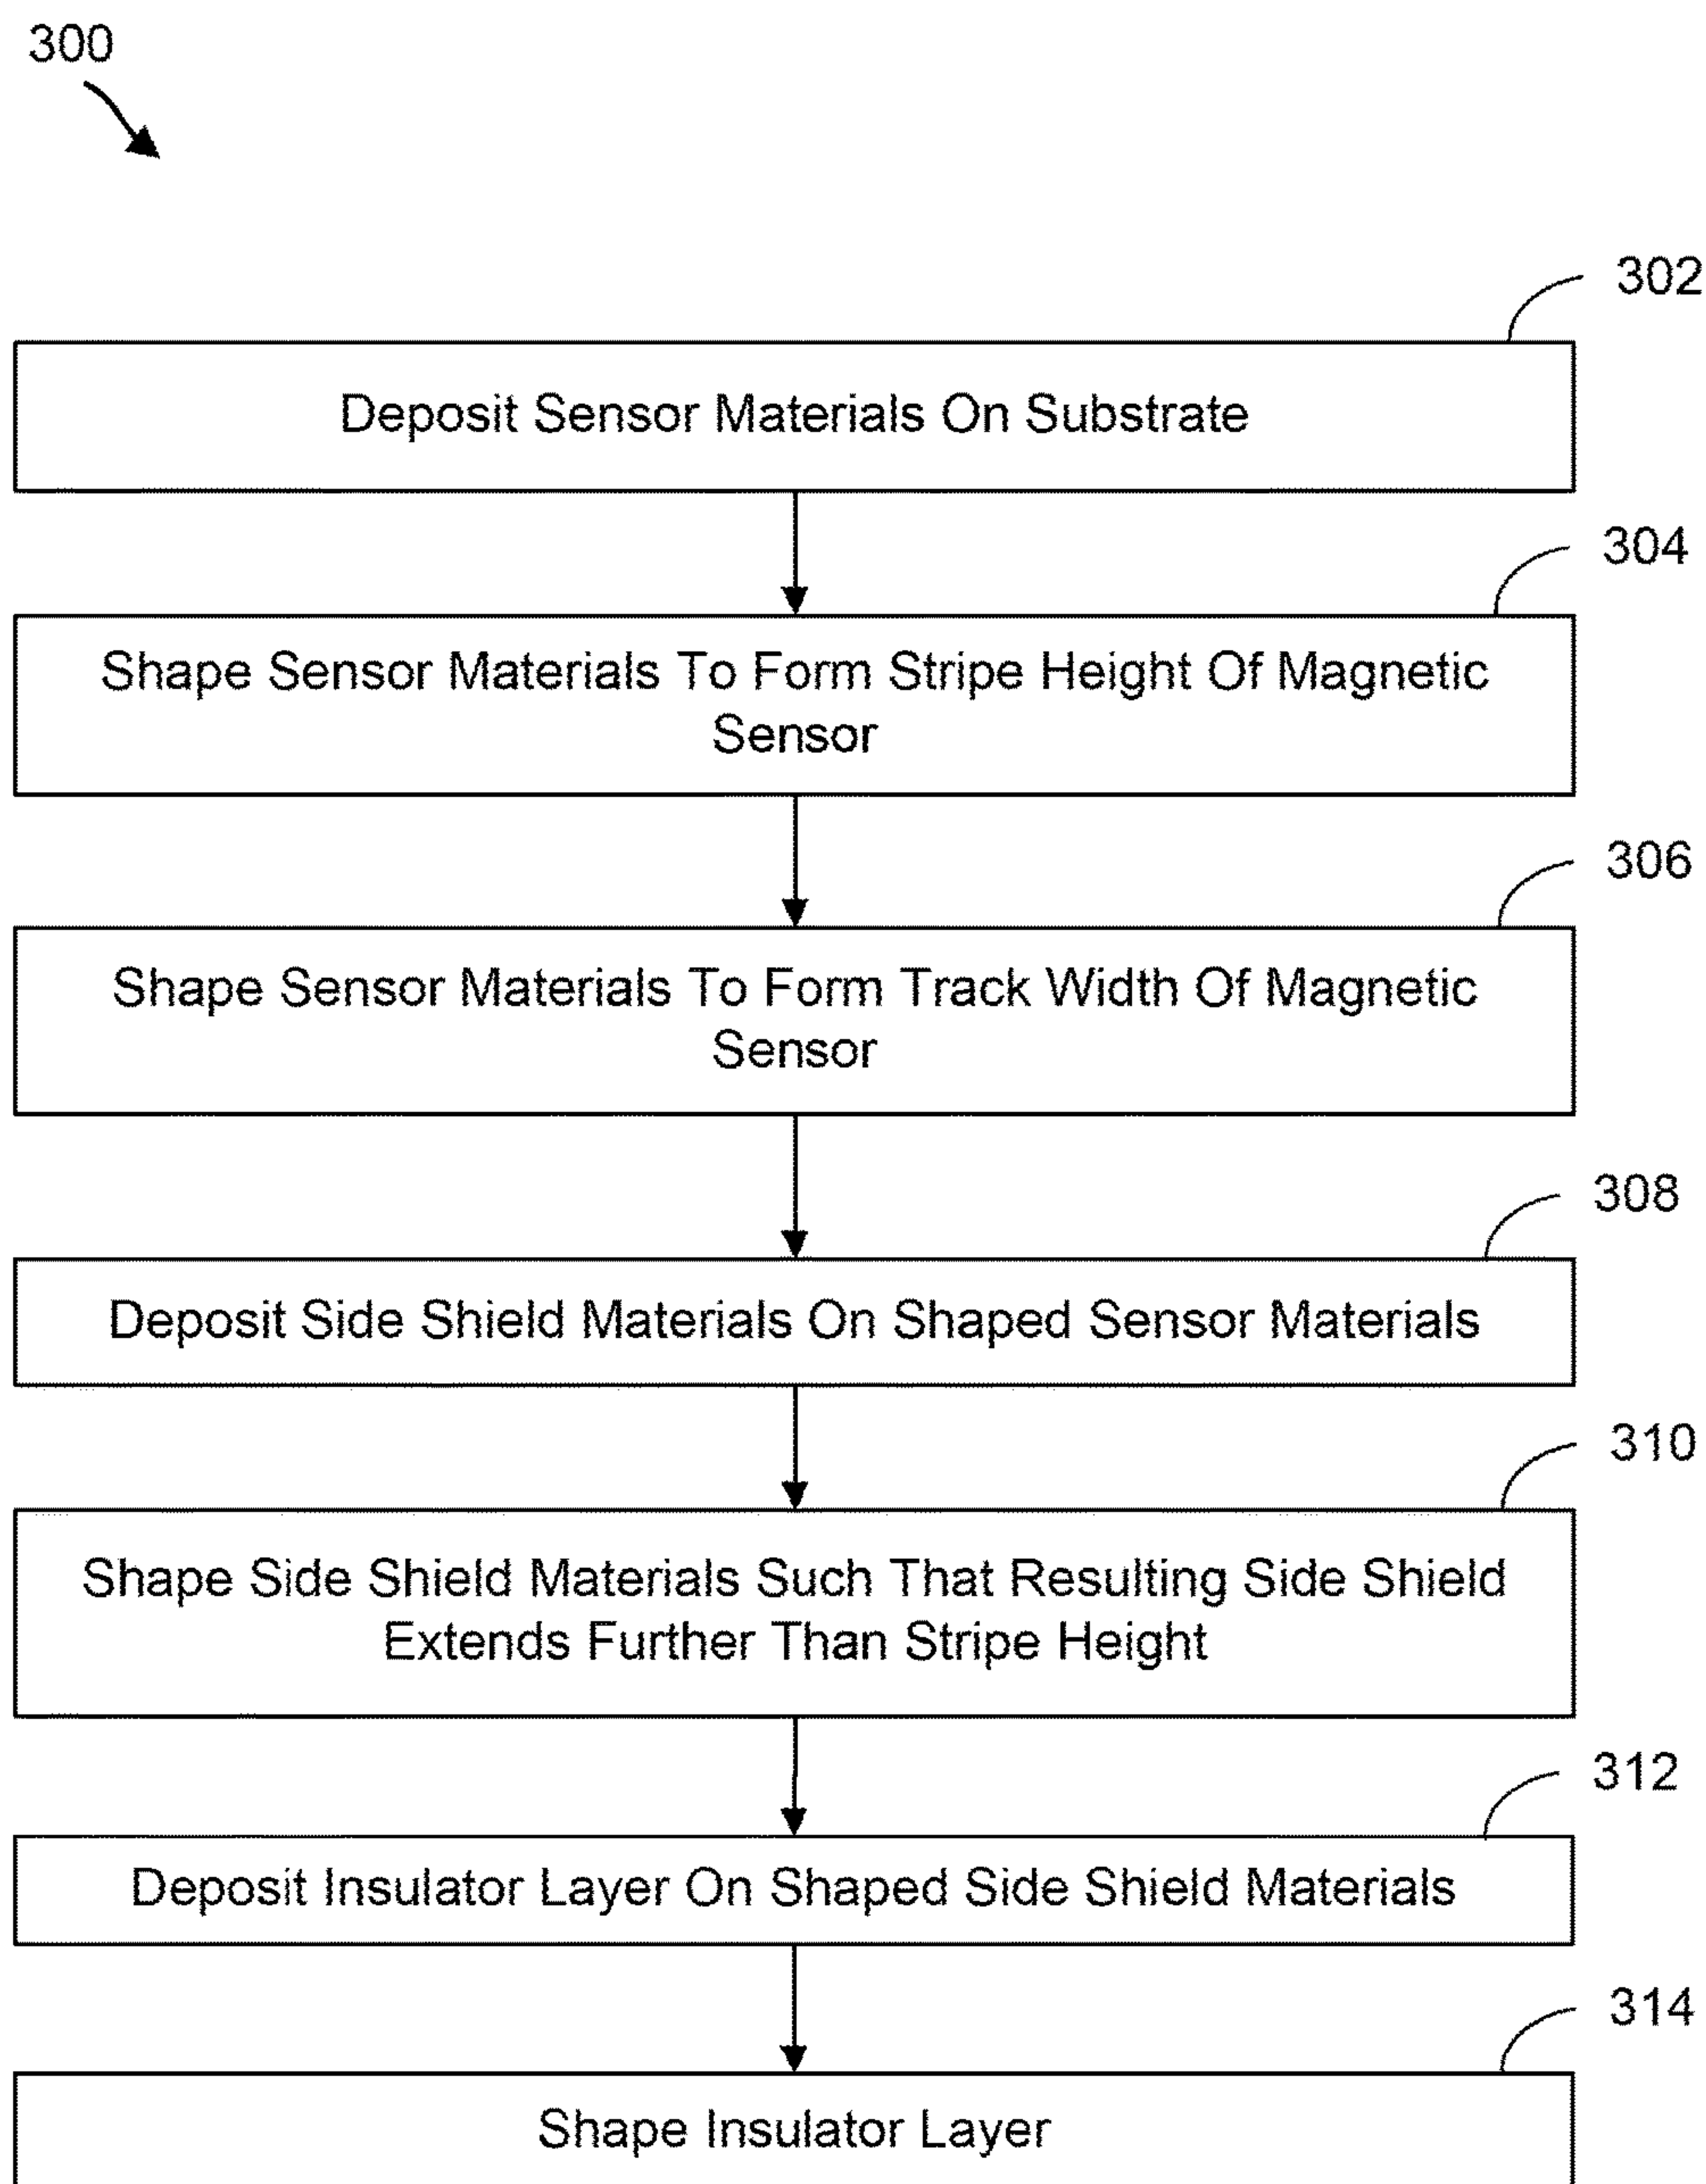 300
302
Deposit Sensor Materials On Substrate
304
Shape Sensor Materials To Form Stripe Height Of Magnetic
Sensor
306
Shape Sensor Materials To Form Track Width Of Magnetic
Sensor
308
Deposit Side Shield Materials On Shaped Sensor Materials
310
Shape Side Shield Materials Such That Resulting Side Shield
Extends Further Than Stripe Height
312
Deposit Insulator Layer On Shaped Side Shield Materials
314
Shape Insulator Layer